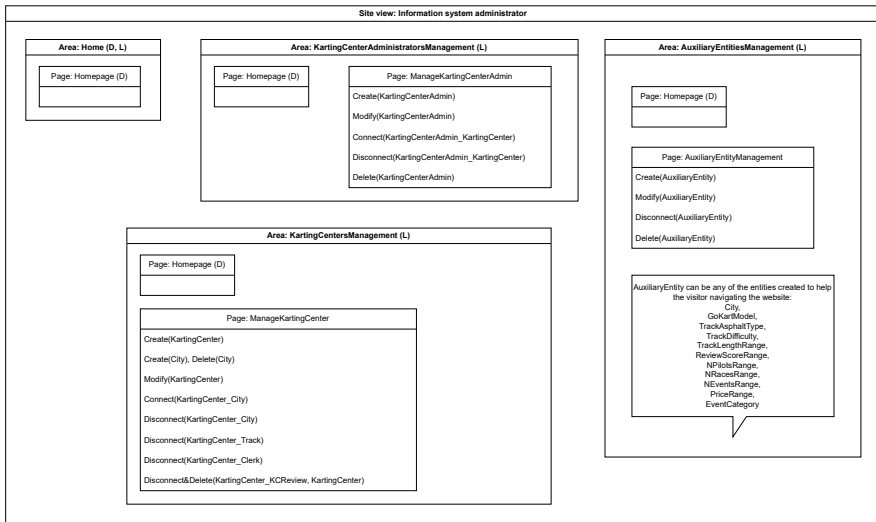 Site view: Information system administrator
Area: Home (D, L)
Page: Homepage (D)
Area: KartingCenterAdministratorsManagement (L)
Page: Homepage (D)
Page: ManageKartingCenterAdmin
Create(KartingCenterAdmin)
Modify(KartingCenterAdmin)
Connect(KartingCenterAdmin_KartingCenter)
Disconnect(KartingCenterAdmin_KartingCenter)
Delete(KartingCenterAdmin)
Area: AuxiliaryEntitiesManagement (L)
Page: Homepage (D)
Page: AuxiliaryEntityManagement
Create(AuxiliaryEntity)
Modify(AuxiliaryEntity)
Disconnect(AuxiliaryEntity)
Delete(AuxiliaryEntity)
AuxiliaryEntity can be any of the entities created to help
the visitor navigating the website:
City,
GoKartModel,
TrackAsphaltType,
TrackDifficulty,
TrackLengthRange,
ReviewScoreRange,
NPilotsRange,
NRacesRange,
NEventsRange,
PriceRange,
EventCategory
Area: KartingCentersManagement (L)
Page: Homepage (D)
Page: ManageKartingCenter
Create(KartingCenter)
Create(City), Delete(City)
Modify(KartingCenter)
Connect(KartingCenter_City)
Disconnect(KartingCenter_City)
Disconnect(KartingCenter_Track)
Disconnect(KartingCenter_Clerk)
Disconnect&Delete(KartingCenter_KCReview, KartingCenter)